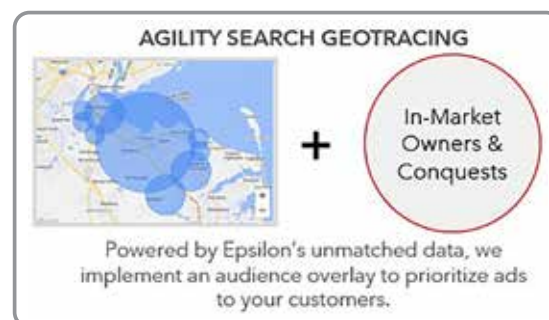 AGILITY SEARCH GEOTRACING
+
In-Market
Owners &
Conquests
Powered by Epsilon's unmatched data, we
implement an audience overlay to prioritize ads
to your customers.